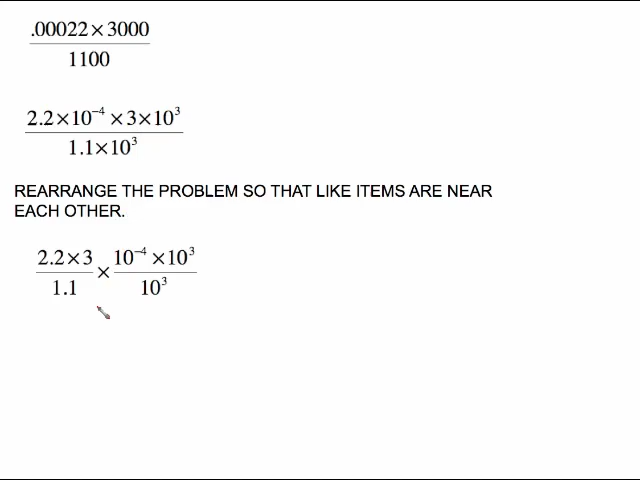 .00022 × 3000
1100
2.2×10⁻⁴ × 3×10³
1.1×10³
REARRANGE THE PROBLEM SO THAT LIKE ITEMS ARE NEAR
EACH OTHER.
2.2×3 × 10⁻⁴ ×10³
1.1 10³